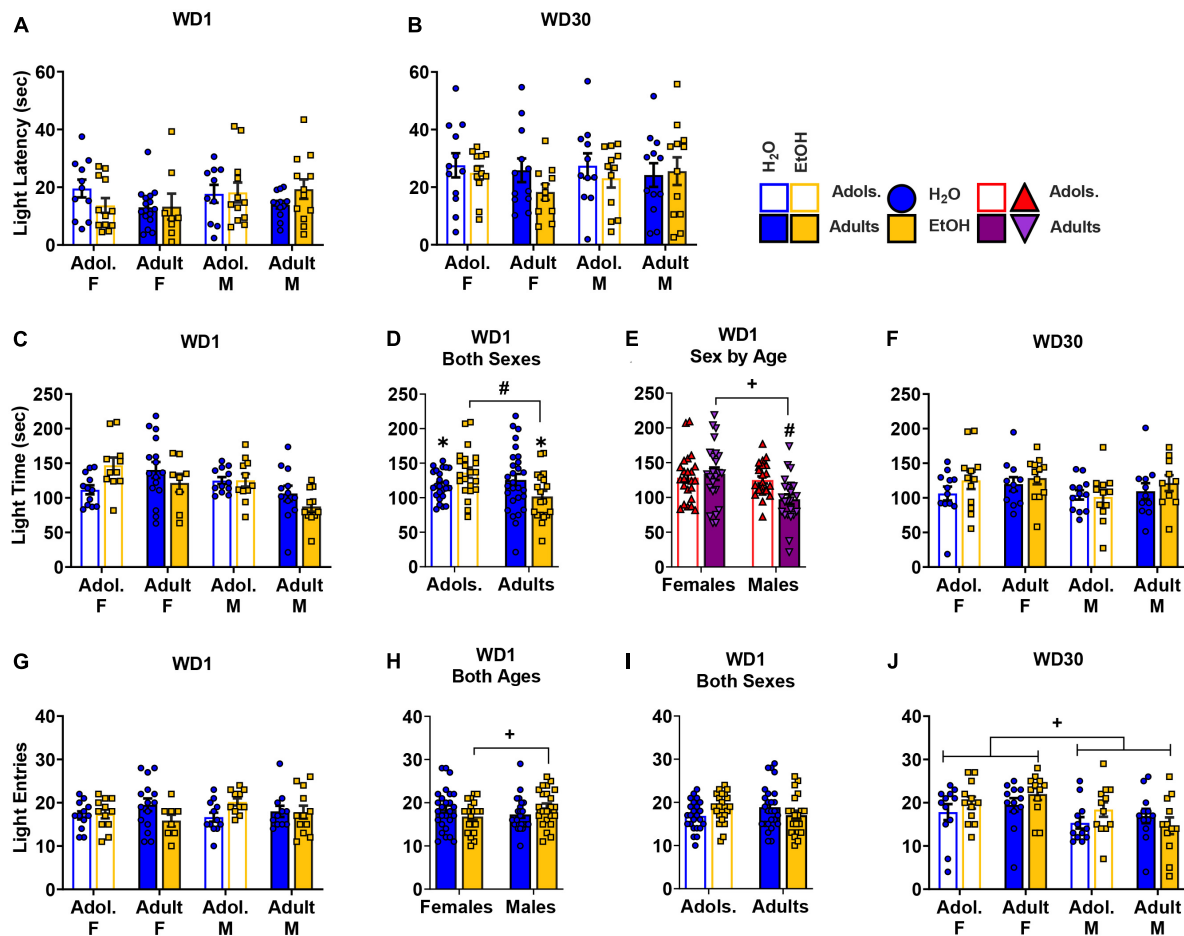 A
WD1
Light Latency (sec)
60
40
20
0
Adol. Adult Adol. Adult
F F M M
B
WD30
60
40
20
0
Adol. Adult Adol. Adult
F F M M
H2O
EtOH
Adols. H2O Adols.
Adults EtOH Adults
C
WD1
Light Time (sec)
250
200
150
100
50
0
Adol. Adult Adol. Adult
F F M M
D
WD1
Both Sexes
#
* *
250
200
150
100
50
0
Adols. Adults
E
WD1
Sex by Age
+
#
250
200
150
100
50
0
Females Males
F
WD30
250
200
150
100
50
0
Adol. Adult Adol. Adult
F F M M
G
WD1
Light Entries
40
30
20
10
0
Adol. Adult Adol. Adult
F F M M
H
WD1
Both Ages
+
40
30
20
10
0
Females Males
I
WD1
Both Sexes
40
30
20
10
0
Adols. Adults
J
WD30
+
40
30
20
10
0
Adol. Adult Adol. Adult
F F M M